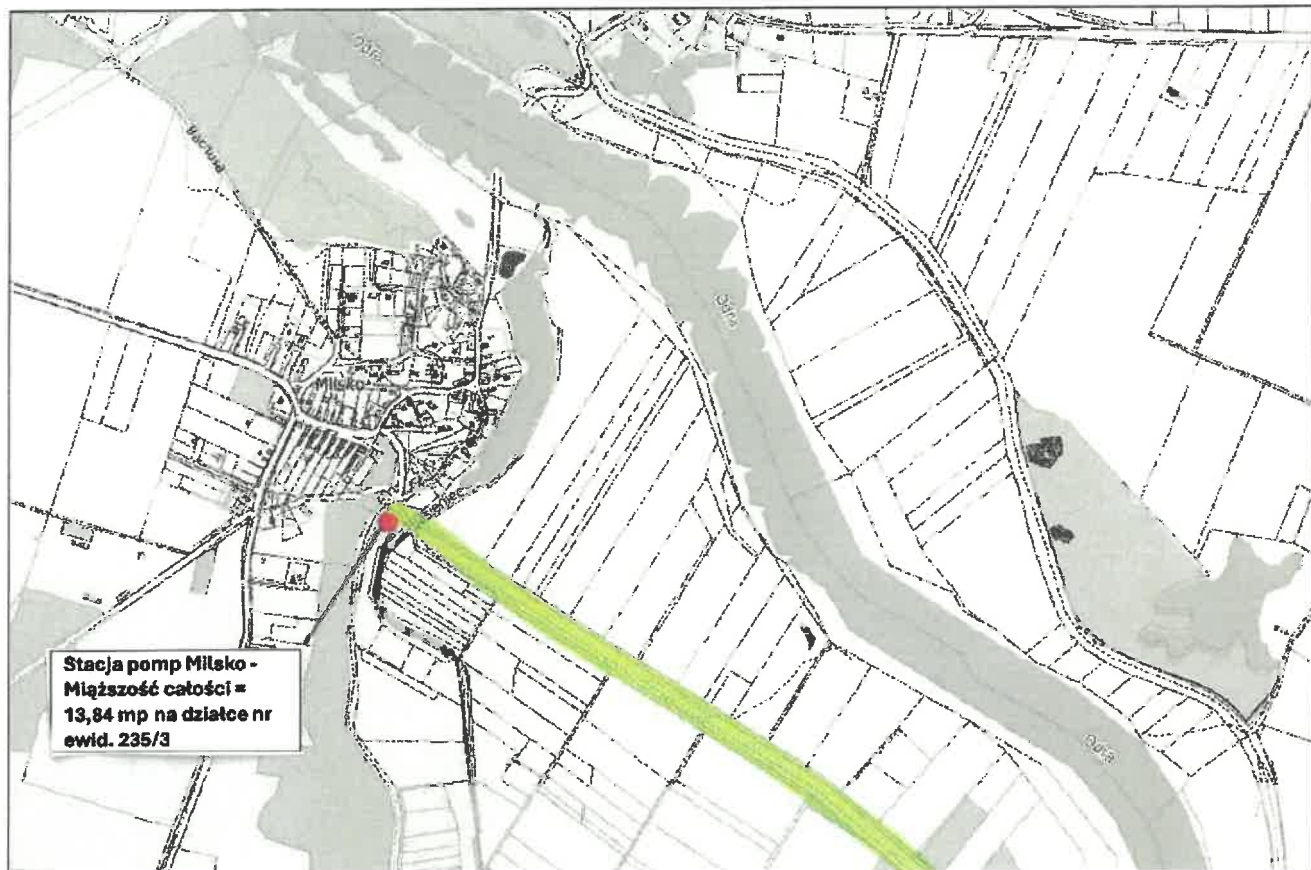 Odra
Milsko
Odra
Stacja pomp Milsko -
Miąższość całości =
13,84 mp na działce nr
ewid. 235/3
Odra